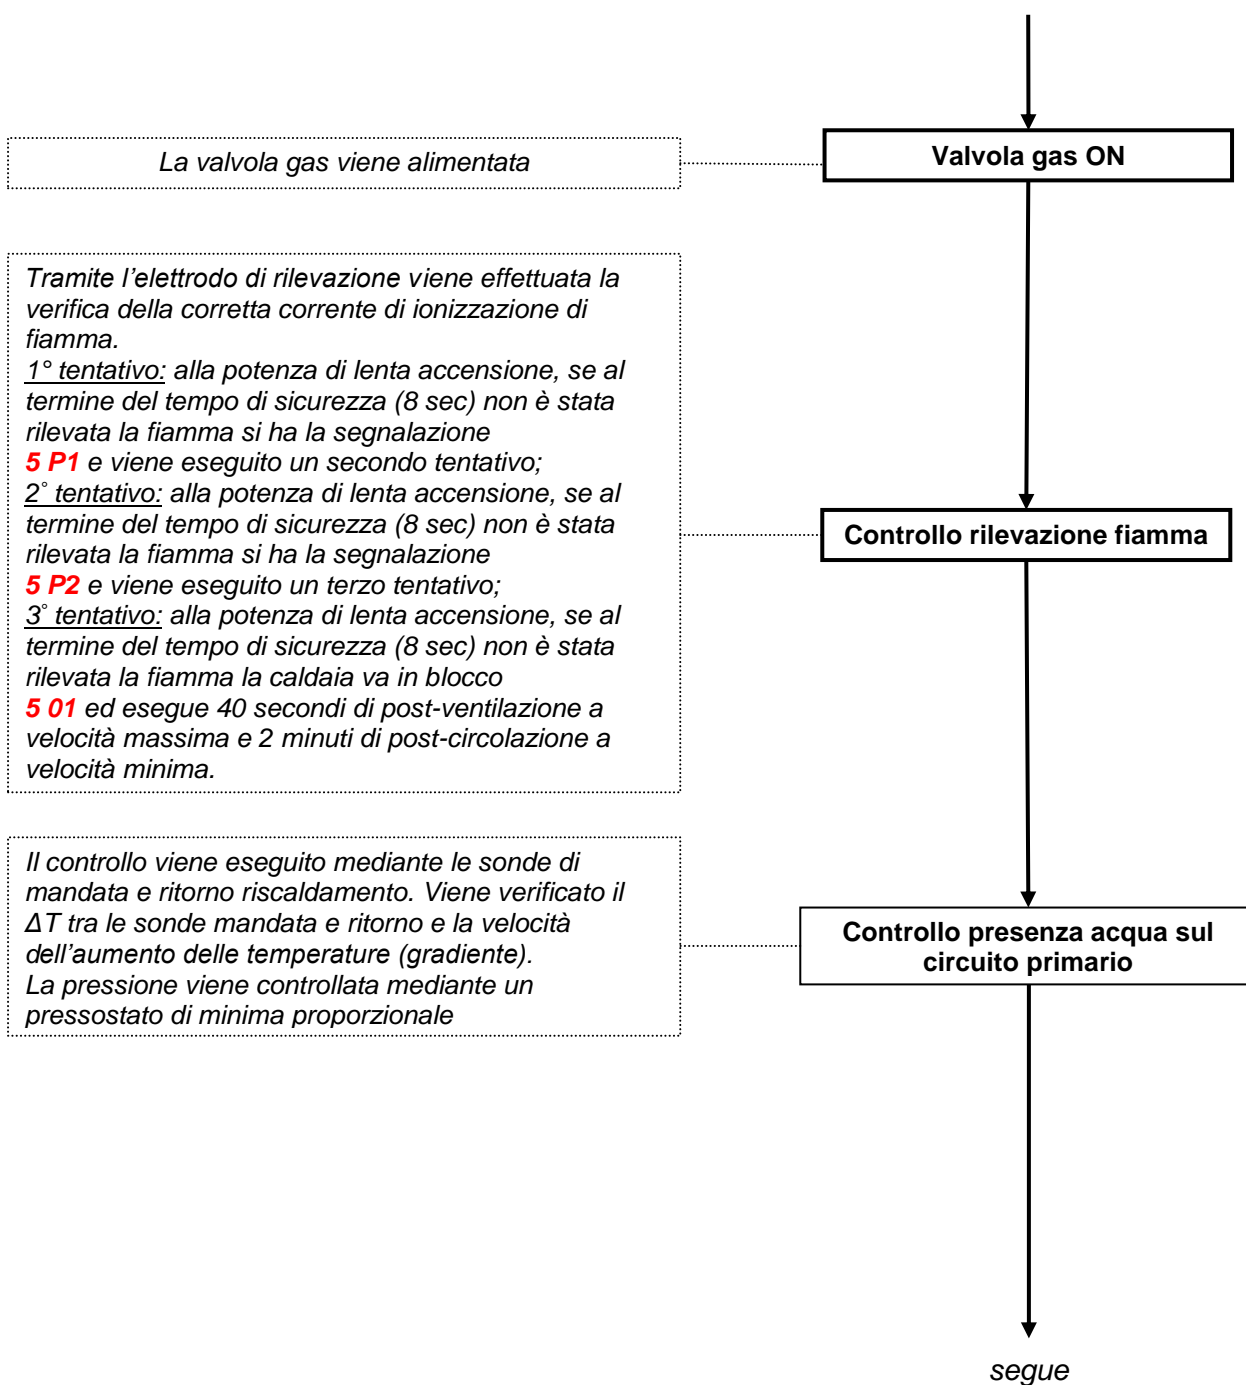 La valvola gas viene alimentata
Valvola gas ON
Tramite l’elettrodo di rilevazione viene effettuata la
verifica della corretta corrente di ionizzazione di
fiamma.
1° tentativo: alla potenza di lenta accensione, se al
termine del tempo di sicurezza (8 sec) non è stata
rilevata la fiamma si ha la segnalazione
5 P1 e viene eseguito un secondo tentativo;
2° tentativo: alla potenza di lenta accensione, se al
termine del tempo di sicurezza (8 sec) non è stata
rilevata la fiamma si ha la segnalazione
5 P2 e viene eseguito un terzo tentativo;
3° tentativo: alla potenza di lenta accensione, se al
termine del tempo di sicurezza (8 sec) non è stata
rilevata la fiamma la caldaia va in blocco
5 01 ed esegue 40 secondi di post-ventilazione a
velocità massima e 2 minuti di post-circolazione a
velocità minima.
Controllo rilevazione fiamma
Il controllo viene eseguito mediante le sonde di
mandata e ritorno riscaldamento. Viene verificato il
ΔT tra le sonde mandata e ritorno e la velocità
dell’aumento delle temperature (gradiente).
La pressione viene controllata mediante un
pressostato di minima proporzionale
Controllo presenza acqua sul
circuito primario
segue